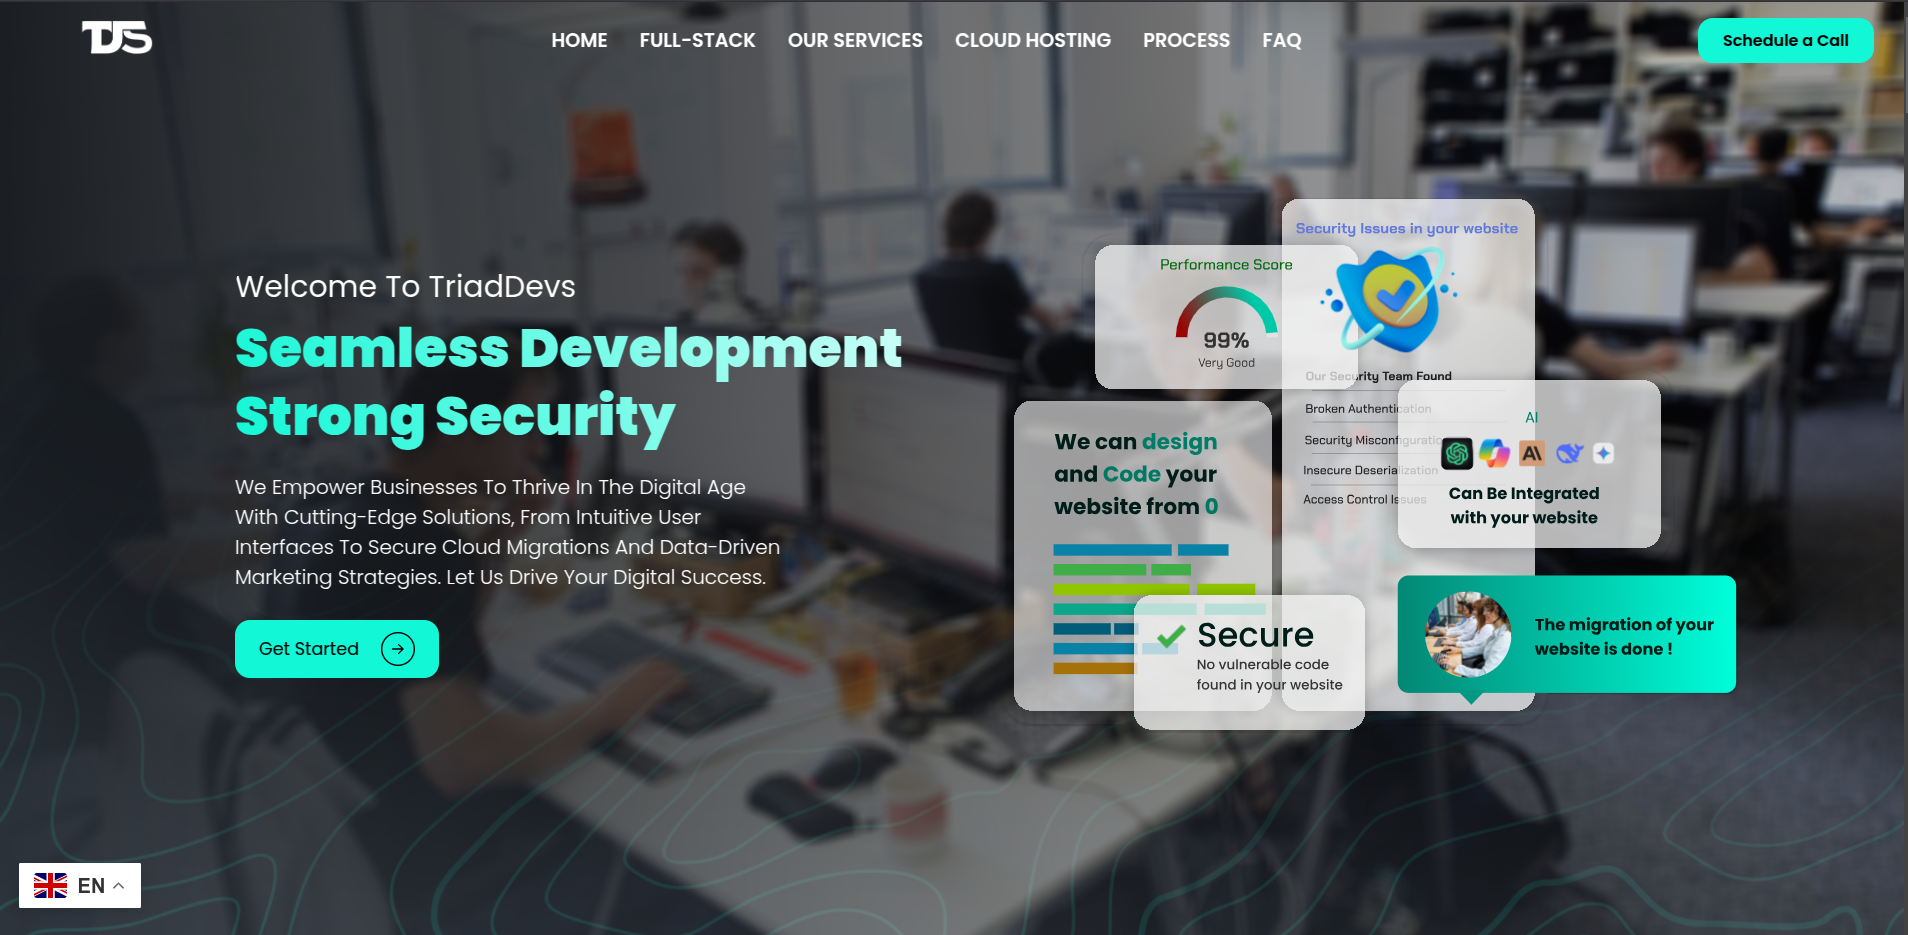 TDS
HOME FULL-STACK OUR SERVICES CLOUD HOSTING PROCESS FAQ
Schedule a Call
Welcome To TriadDevs
Seamless Development
Strong Security
We Empower Businesses To Thrive In The Digital Age
With Cutting-Edge Solutions, From Intuitive User
Interfaces To Secure Cloud Migrations And Data-Driven
Marketing Strategies. Let Us Drive Your Digital Success.
Get Started
Performance Score
99%
Very Good
Security Issues in your website
Our Security Team Found
Broken Authentication
Security Misconfiguratio
Insecure Deserialization
Access Control Issues
AI
Can Be Integrated
with your website
We can design
and Code your
website from 0
Secure
No vulnerable code
found in your website
The migration of your
website is done !
EN